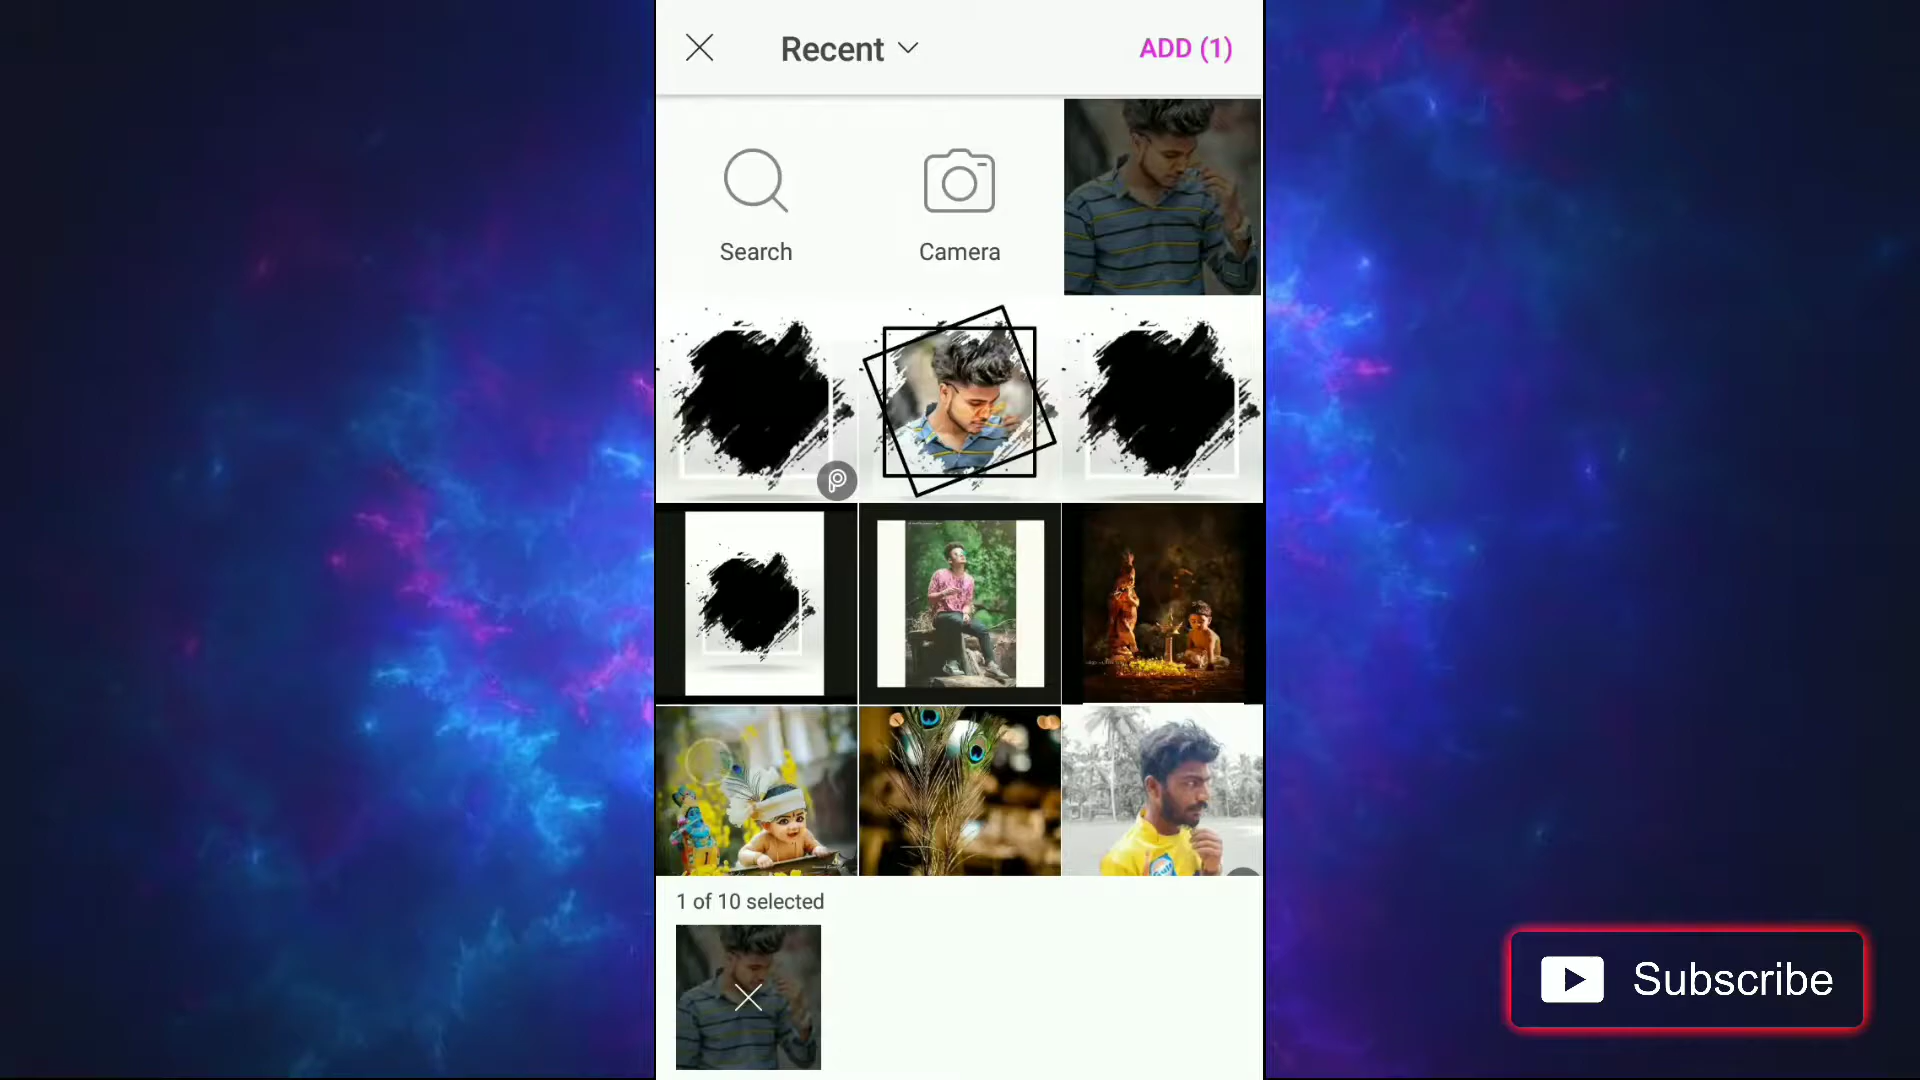 Recent
ADD (1)
Search
Camera
1 of 10 selected
Subscribe